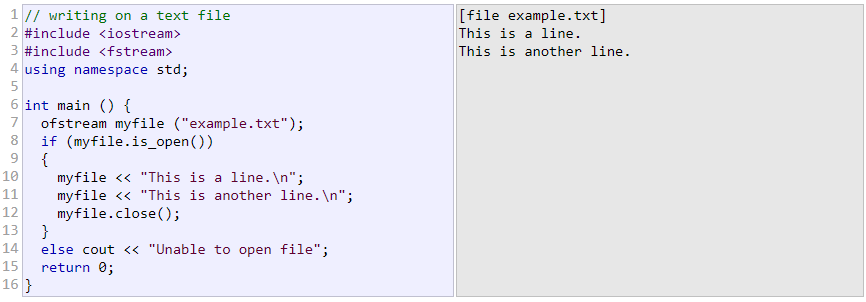 1 // writing on a text file
2 #include <iostream>
3 #include <fstream>
4 using namespace std;
5
6 int main () {
7   ofstream myfile ("example.txt");
8   if (myfile.is_open())
9   {
10     myfile << "This is a line.\n";
11     myfile << "This is another line.\n";
12     myfile.close();
13   }
14   else cout << "Unable to open file";
15   return 0;
16 }
[file example.txt]
This is a line.
This is another line.